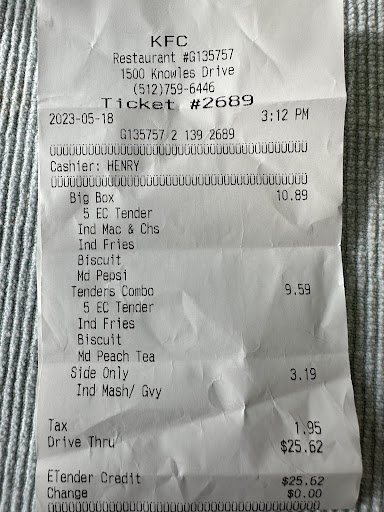 KFC
Restaurant #G135757
1500 Knowles Drive
(512)759-6446
Ticket #2689
2023-05-18 3:12 PM
G135757 2 139 2689
Cashier: HENRY
Big Box 10.89
5 EC Tender
Ind Mac & Chs
Ind Fries
Biscuit
Md Pepsi
Tenders Combo 9.59
5 EC Tender
Ind Fries
Biscuit
Md Peach Tea
Side Only 3.19
Ind Mash/ Gvy
Tax 1.95
Drive Thru $25.62
ETender Credit $25.62
Change $0.00